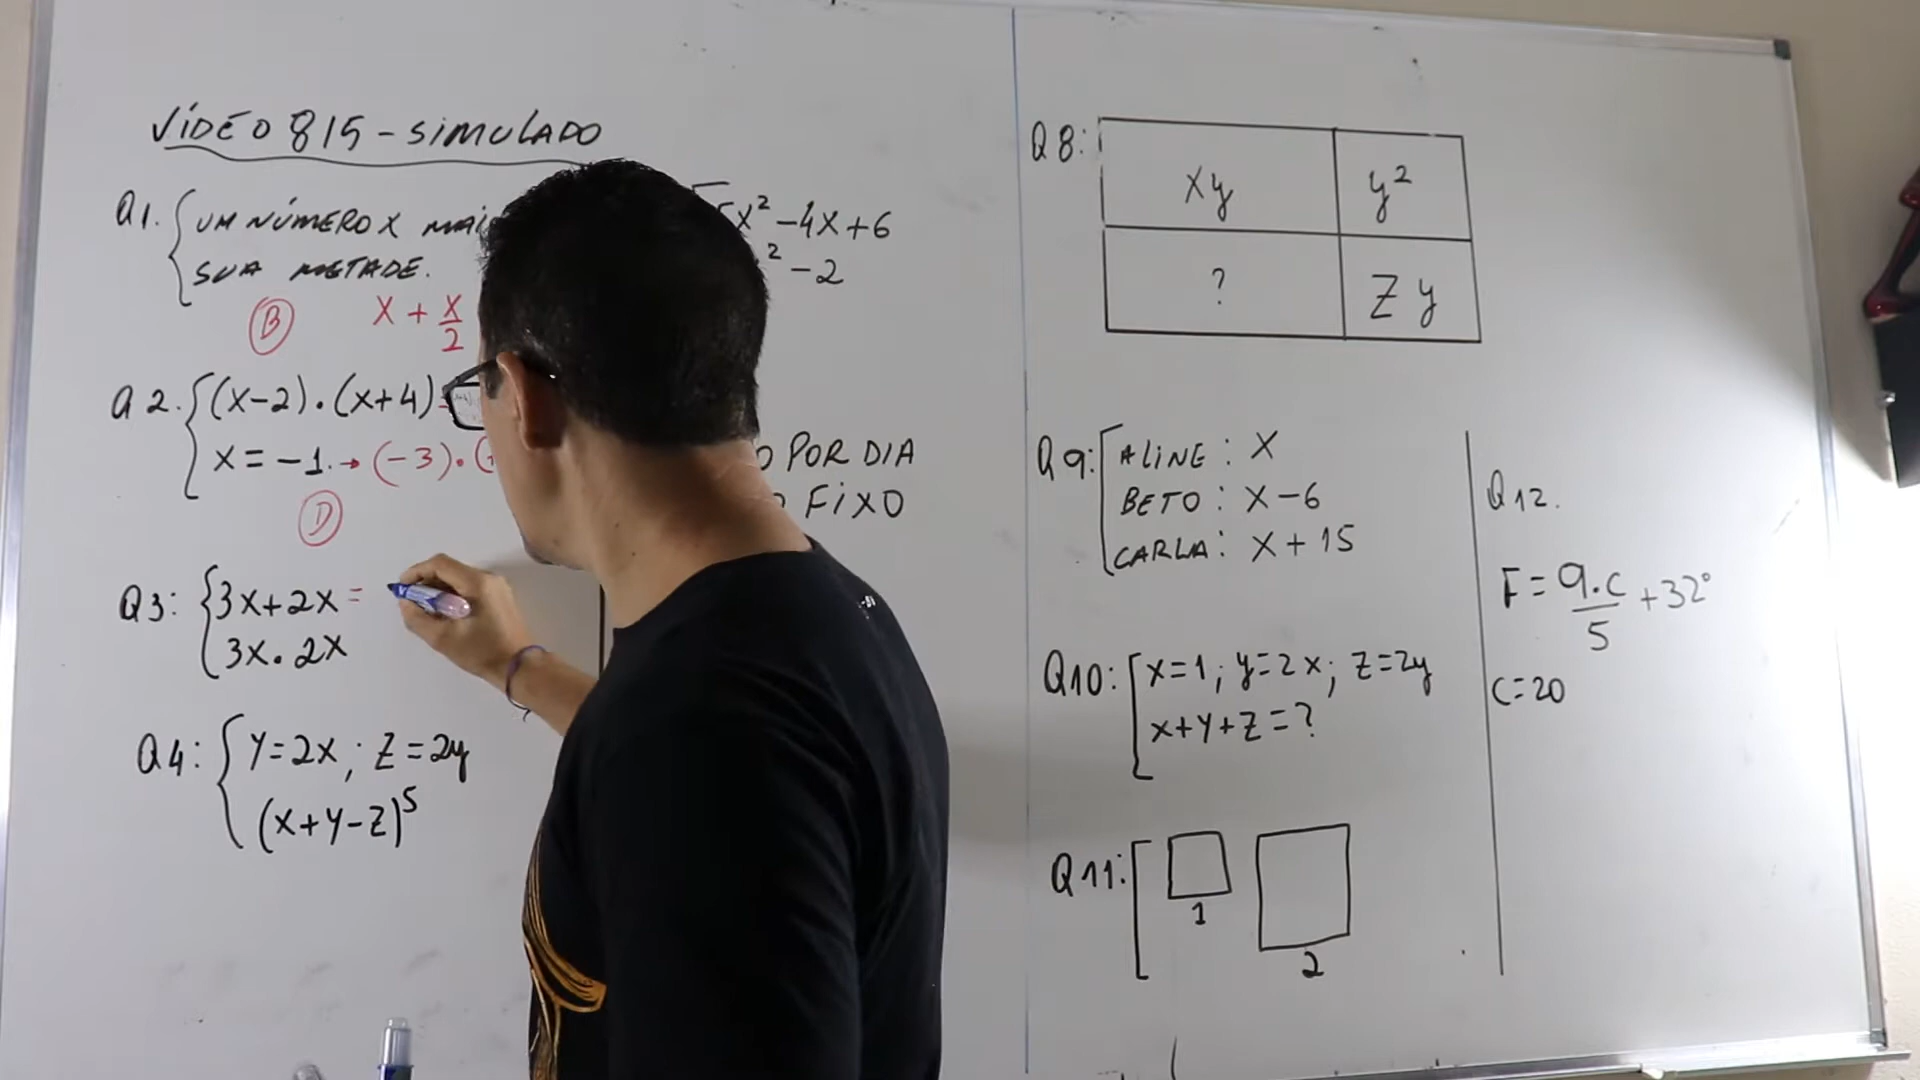 VÍDEO 815 - SIMULADO
Q1. UM NÚMERO X MAIS
SUA METADE.
B X + X/2
Q2. (X-2).(X+4)=
X = -1. → (-3).(
D
Q3: 3X+2X =
3X.2X
Q4: Y=2X; Z=2y
(X+Y-Z)^5
X²-4X+6
²-2
O POR DIA
O FIXO
Q8:
Xy y²
? Zy
Q9: ALINE: X
BETO: X-6
CARLA: X+15
Q10: X=1; y=2x; Z=2y
X+Y+Z=?
Q11:
1
2
Q12.
F = 9.C/5 + 32°
C=20